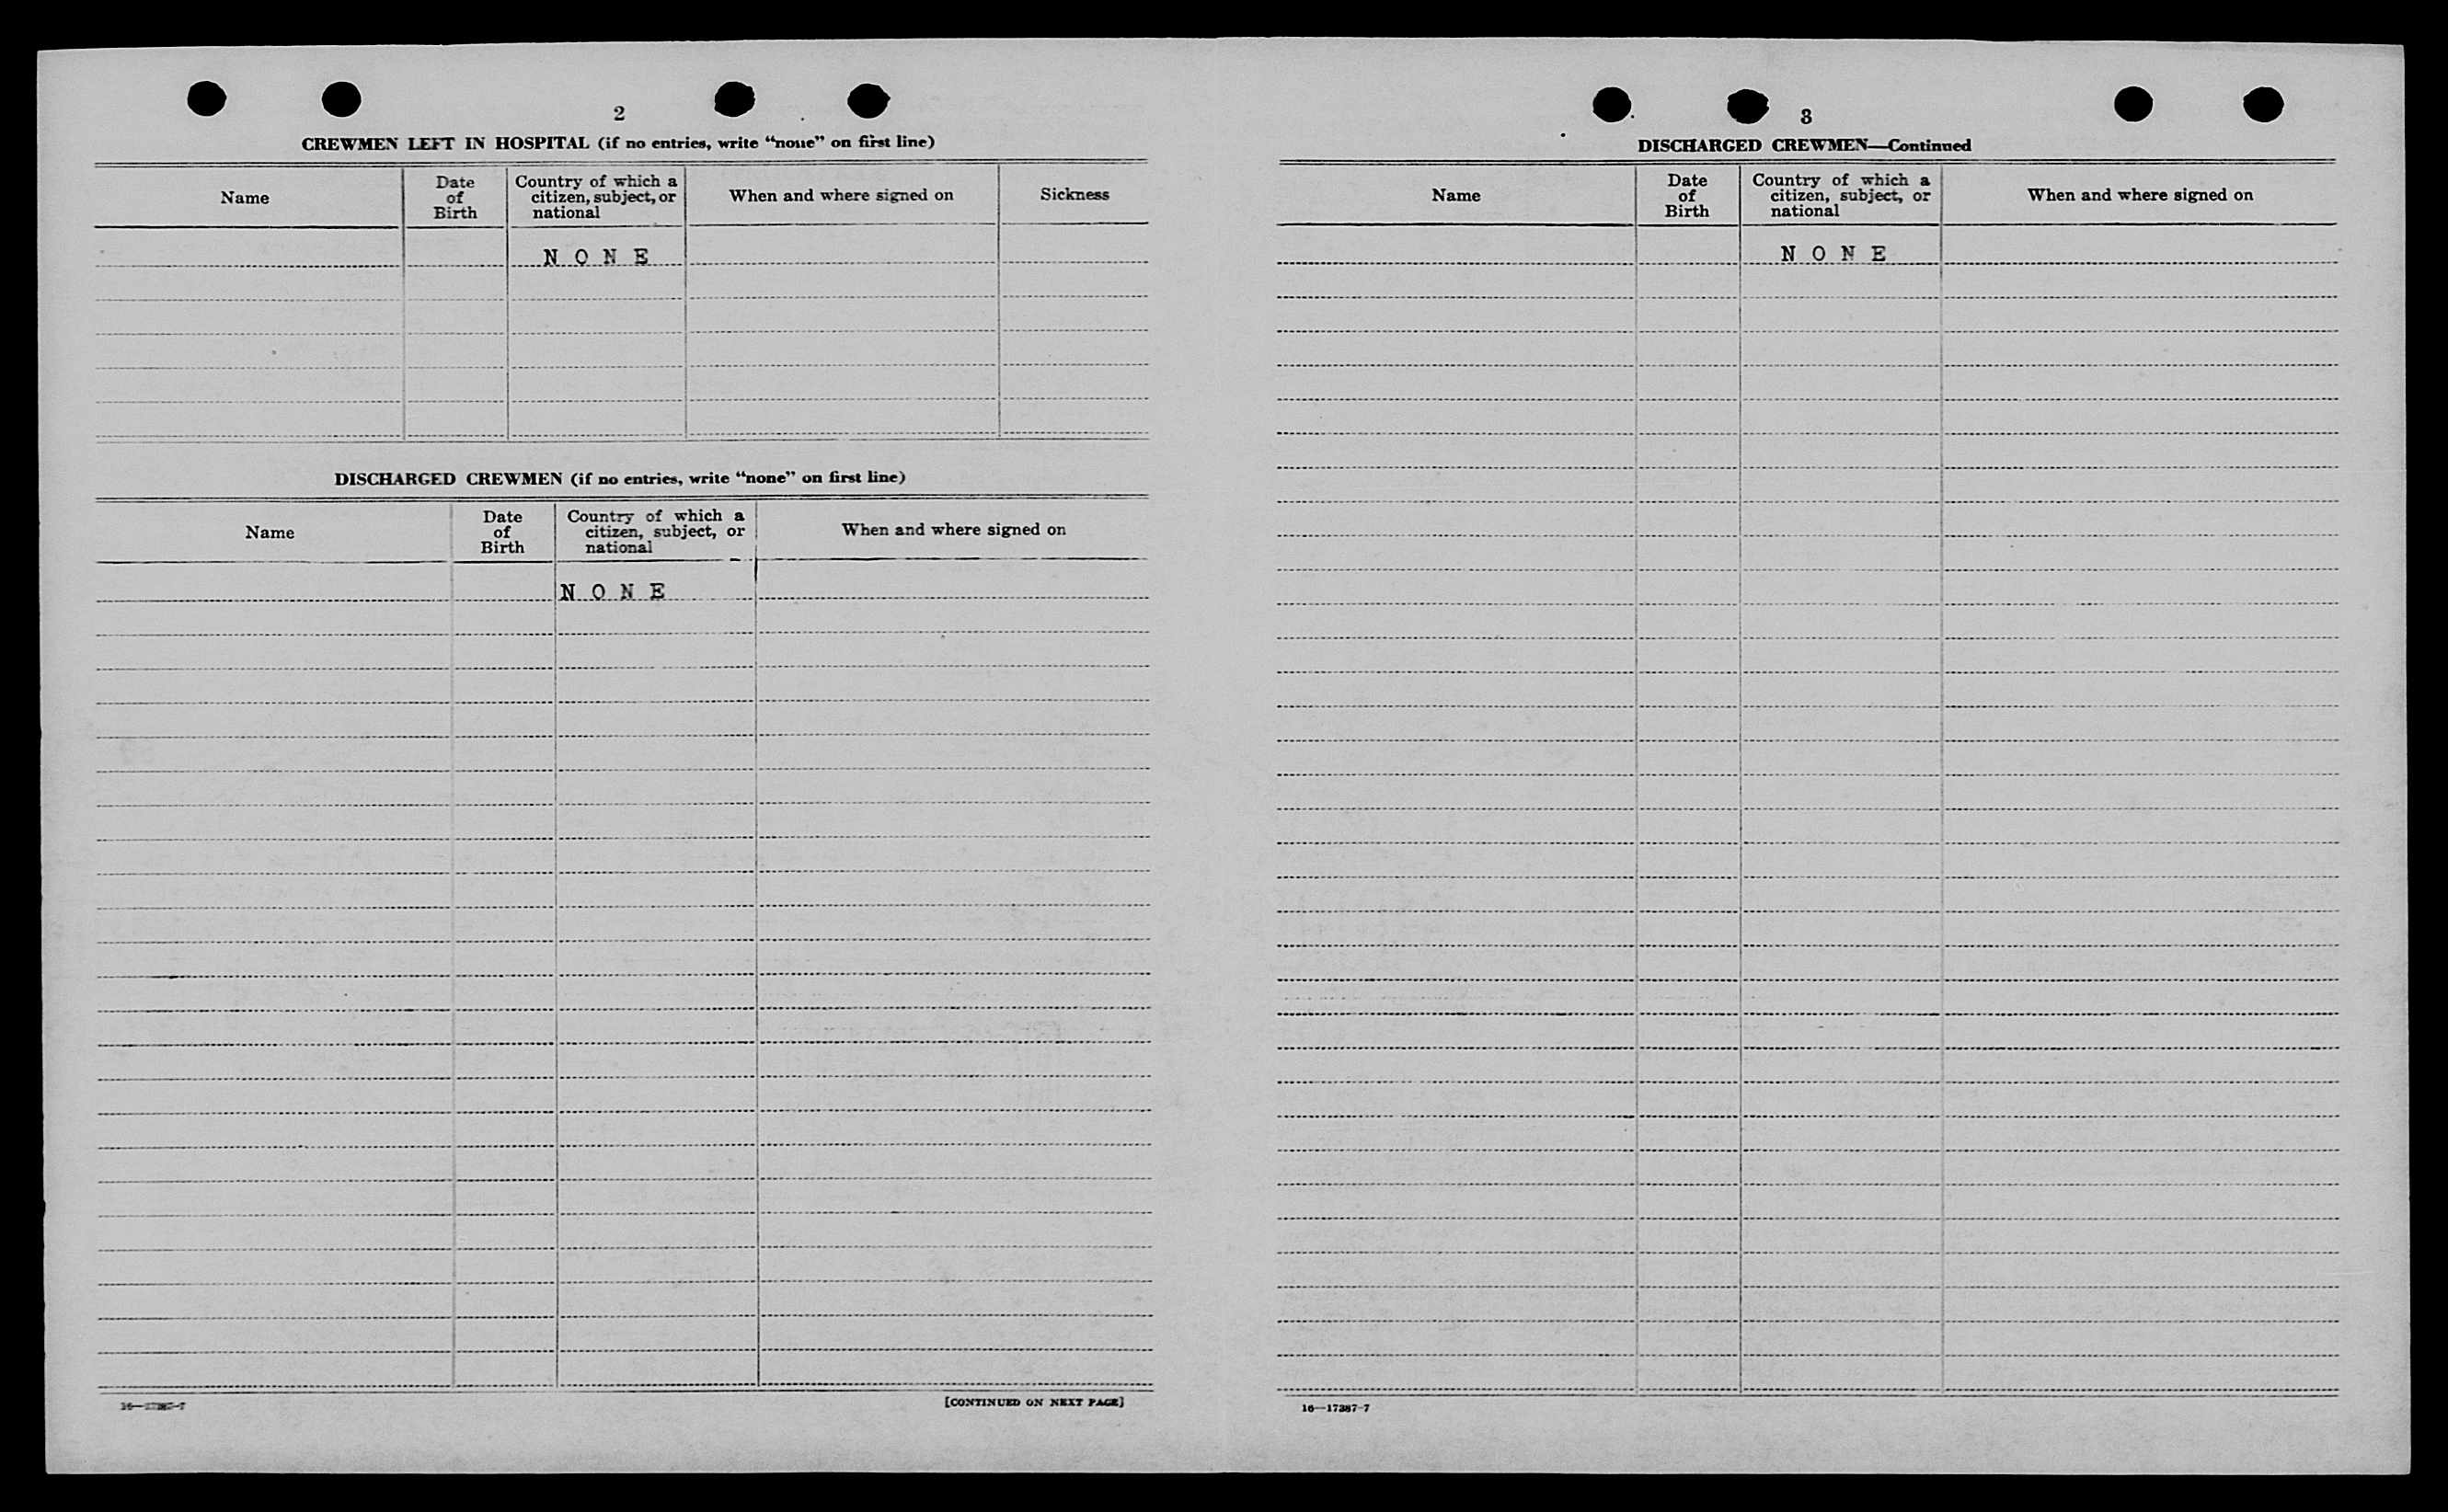 2
CREWMEN LEFT IN HOSPITAL (if no entries, write “none” on first line)
Name
Date
of
Birth
Country of which a
citizen, subject, or
national
When and where signed on
Sickness
N O N E
DISCHARGED CREWMEN (if no entries, write “none” on first line)
Name
Date
of
Birth
Country of which a
citizen, subject, or
national
When and where signed on
N O N E
16—17387-7
[CONTINUED ON NEXT PAGE]
3
DISCHARGED CREWMEN—Continued
Name
Date
of
Birth
Country of which a
citizen, subject, or
national
When and where signed on
N O N E
16—17387-7